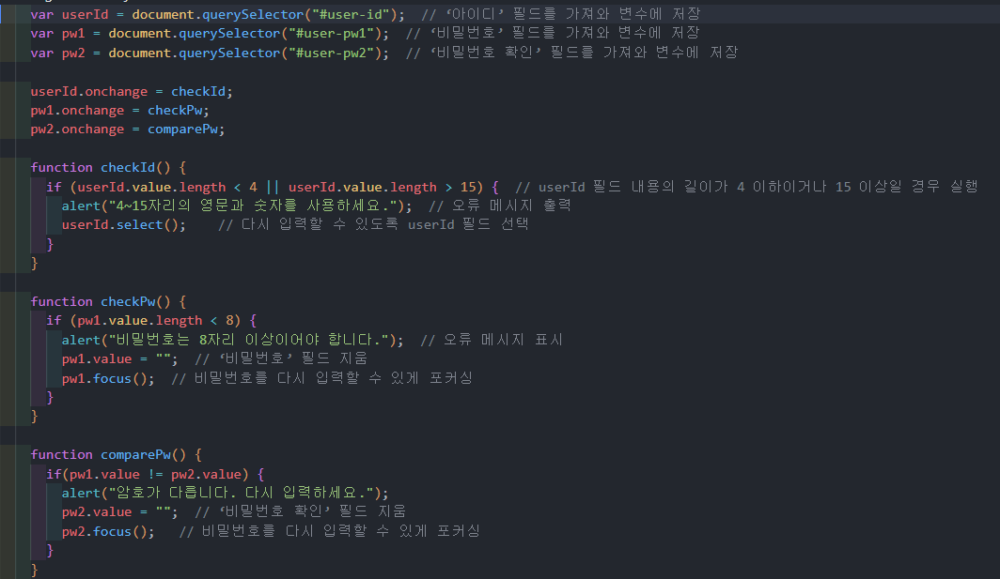 var userId = document.querySelector("#user-id");  // ‘아이디’ 필드를 가져와 변수에 저장
var pw1 = document.querySelector("#user-pw1");  // ‘비밀번호’ 필드를 가져와 변수에 저장
var pw2 = document.querySelector("#user-pw2");  // ‘비밀번호 확인’ 필드를 가져와 변수에 저장
userId.onchange = checkId;
pw1.onchange = checkPw;
pw2.onchange = comparePw;
function checkId() {
if (userId.value.length < 4 || userId.value.length > 15) {  // userId 필드 내용의 길이가 4 이하이거나 15 이상일 경우 실행
alert("4~15자리의 영문과 숫자를 사용하세요.");  // 오류 메시지 출력
userId.select();    // 다시 입력할 수 있도록 userId 필드 선택
}
}
function checkPw() {
if (pw1.value.length < 8) {
alert("비밀번호는 8자리 이상이어야 합니다.");  // 오류 메시지 표시
pw1.value = "";  // ‘비밀번호’ 필드 지움
pw1.focus();  // 비밀번호를 다시 입력할 수 있게 포커싱
}
}
function comparePw() {
if(pw1.value != pw2.value) {
alert("암호가 다릅니다. 다시 입력하세요.");
pw2.value = "";  // ‘비밀번호 확인’ 필드 지움
pw2.focus();   // 비밀번호를 다시 입력할 수 있게 포커싱
}
}